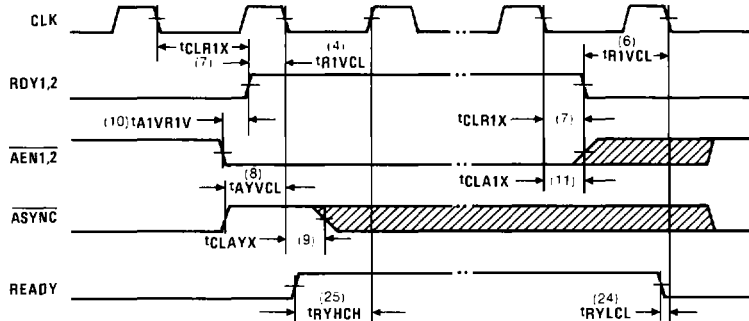 CLK
tCLR1X
(7)
(4)
tR1VCL
(6)
tR1VCL
RDY1,2
(10) tA1VR1V
tCLR1X
(7)
AEN1,2
(8)
tAYVCL
tCLA1X
(11)
ASYNC
tCLAYX
(9)
READY
(25)
tRYHCH
(24)
tRYLCL